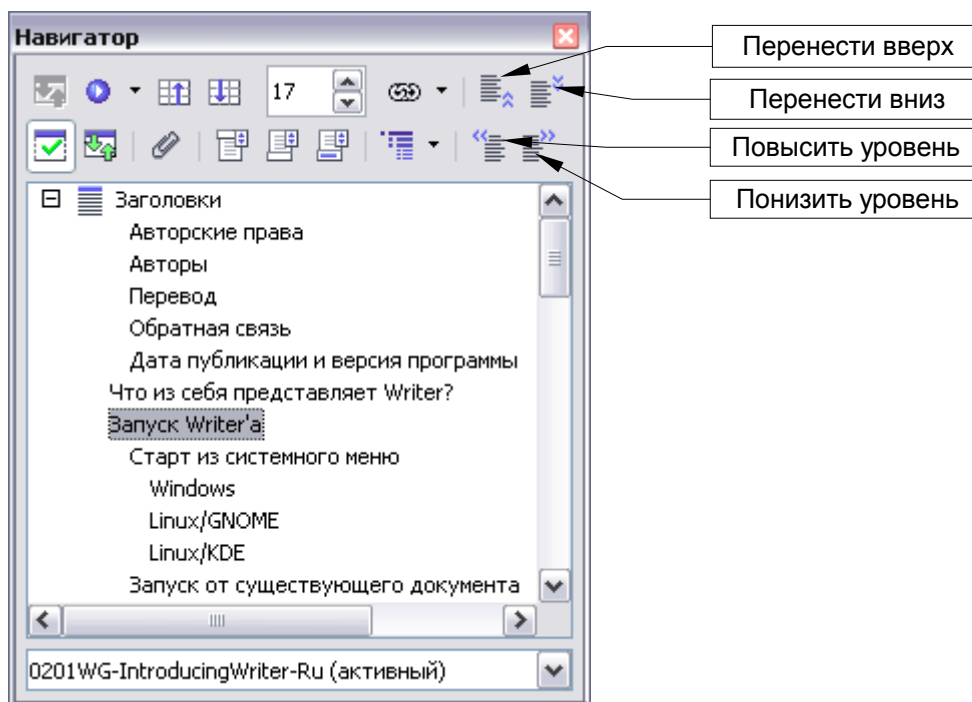 Навигатор
Перенести вверх
17
Перенести вниз
Повысить уровень
Понизить уровень
Заголовки
Авторские права
Авторы
Перевод
Обратная связь
Дата публикации и версия программы
Что из себя представляет Writer?
Запуск Writer'а
Старт из системного меню
Windows
Linux/GNOME
Linux/KDE
Запуск от существующего документа
0201WG-IntroducingWriter-Ru (активный)